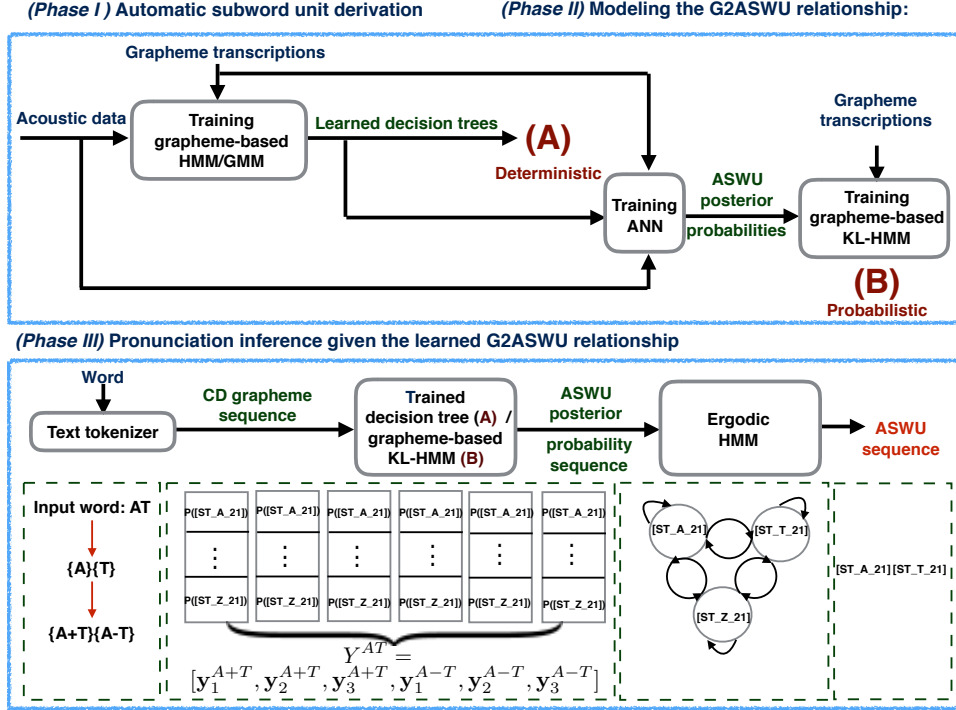 (Phase I ) Automatic subword unit derivation
(Phase II) Modeling the G2ASWU relationship:
Grapheme transcriptions
Acoustic data
Training
grapheme-based
HMM/GMM
Learned decision trees
(A)
Deterministic
Training
ANN
ASWU
posterior
probabilities
Grapheme
transcriptions
Training
grapheme-based
KL-HMM
(B)
Probabilistic
(Phase III) Pronunciation inference given the learned G2ASWU relationship
Word
Text tokenizer
CD grapheme
sequence
Trained
decision tree (A) /
grapheme-based
KL-HMM (B)
ASWU
posterior
probability
sequence
Ergodic
HMM
ASWU
sequence
Input word: AT
{A}{T}
{A+T}{A-T}
P([ST_A_21]) P([ST_A_21]) P([ST_A_21]) P([ST_A_21]) P([ST_A_21]) P([ST_A_21])
⋮ ⋮ ⋮ ⋮ ⋮ ⋮
P([ST_Z_21]) P([ST_Z_21]) P([ST_Z_21]) P([ST_Z_21]) P([ST_Z_21]) P([ST_Z_21])
Y^{AT} =
[y_1^{A+T}, y_2^{A+T}, y_3^{A+T}, y_1^{A-T}, y_2^{A-T}, y_3^{A-T}]
[ST_A_21]
[ST_T_21]
[ST_Z_21]
[ST_A_21] [ST_T_21]